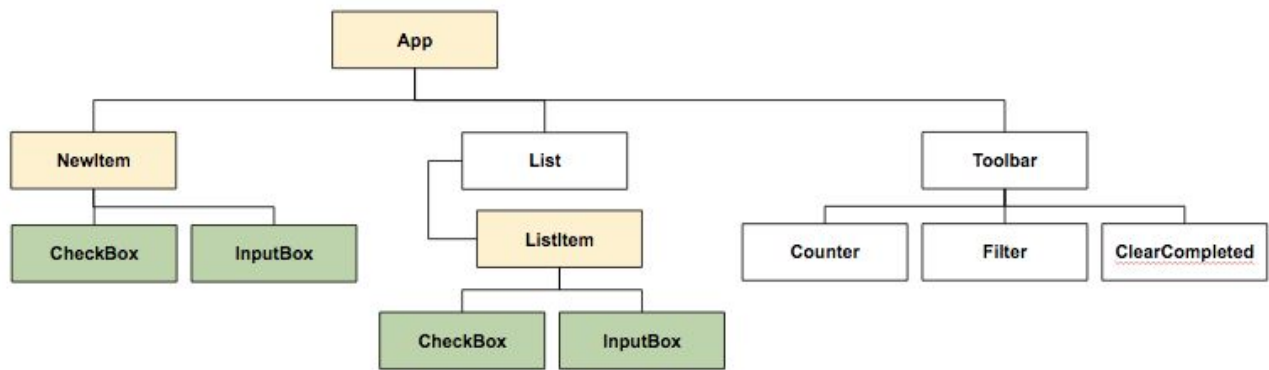 App
NewItem
List
Toolbar
CheckBox
InputBox
ListItem
Counter
Filter
ClearCompleted
CheckBox
InputBox